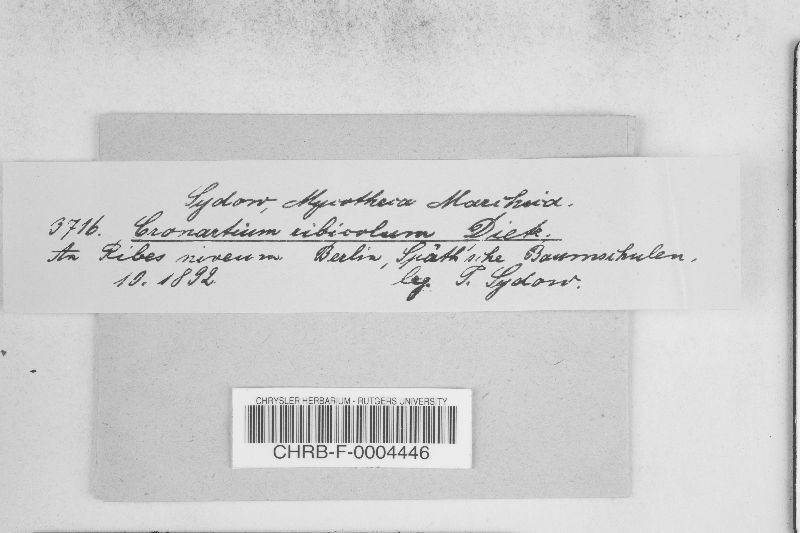 Sydow, Mycotheca Marchica.
3716. Cronartium ribicolum Diek.
An Ribes niveum Berlin, Späth'sche Baumschulen.
10. 1892 leg. P. Sydow.
CHRYSLER HERBARIUM - RUTGERS UNIVERSITY
CHRB-F-0004446